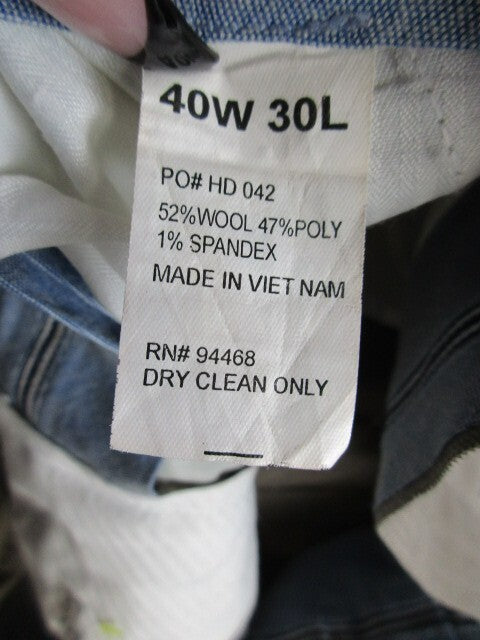 40W 30L
PO# HD 042
52%WOOL 47%POLY
1% SPANDEX
MADE IN VIET NAM
RN# 94468
DRY CLEAN ONLY